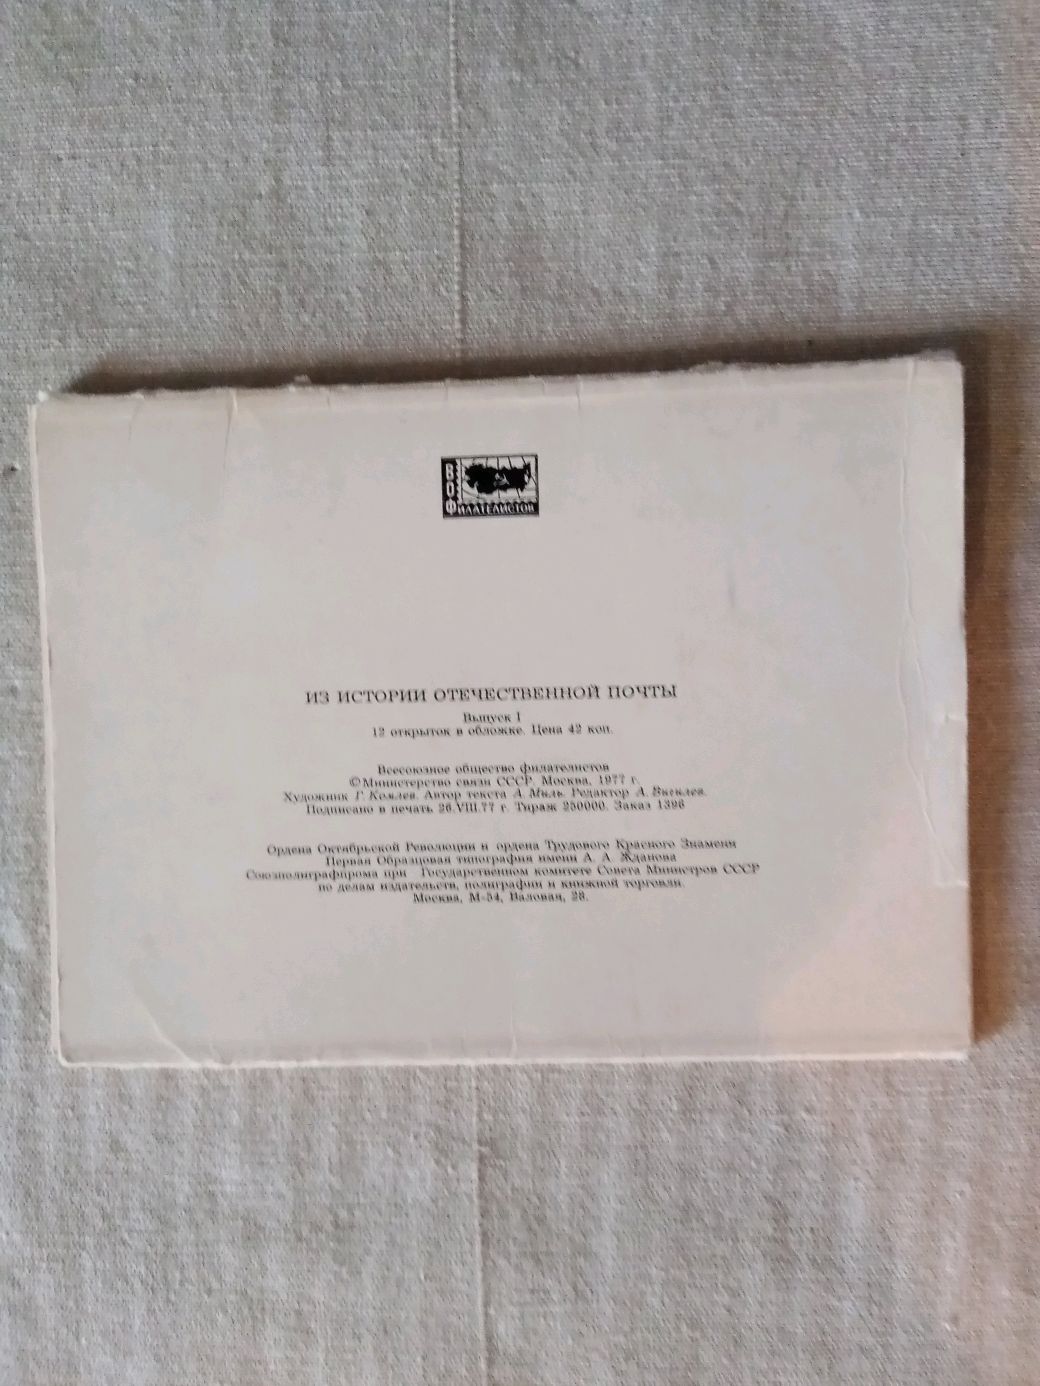 ВО
ФИЛАТЕЛИСТОВ
ИЗ ИСТОРИИ ОТЕЧЕСТВЕННОЙ ПОЧТЫ
Выпуск I
12 открыток в обложке. Цена 42 коп.
Всесоюзное общество филателистов
©Министерство связи СССР. Москва, 1977 г.
Художник Г. Комлев. Автор текста А. Миль. Редактор А. Вигилев.
Подписано в печать 26.VIII.77 г. Тираж 250000. Заказ 1396
Ордена Октябрьской Революции и ордена Трудового Красного Знамени
Первая Образцовая типография имени А. А. Жданова
Союзполиграфпрома при Государственном комитете Совета Министров СССР
по делам издательств, полиграфии и книжной торговли.
Москва, М-54, Валовая, 28.